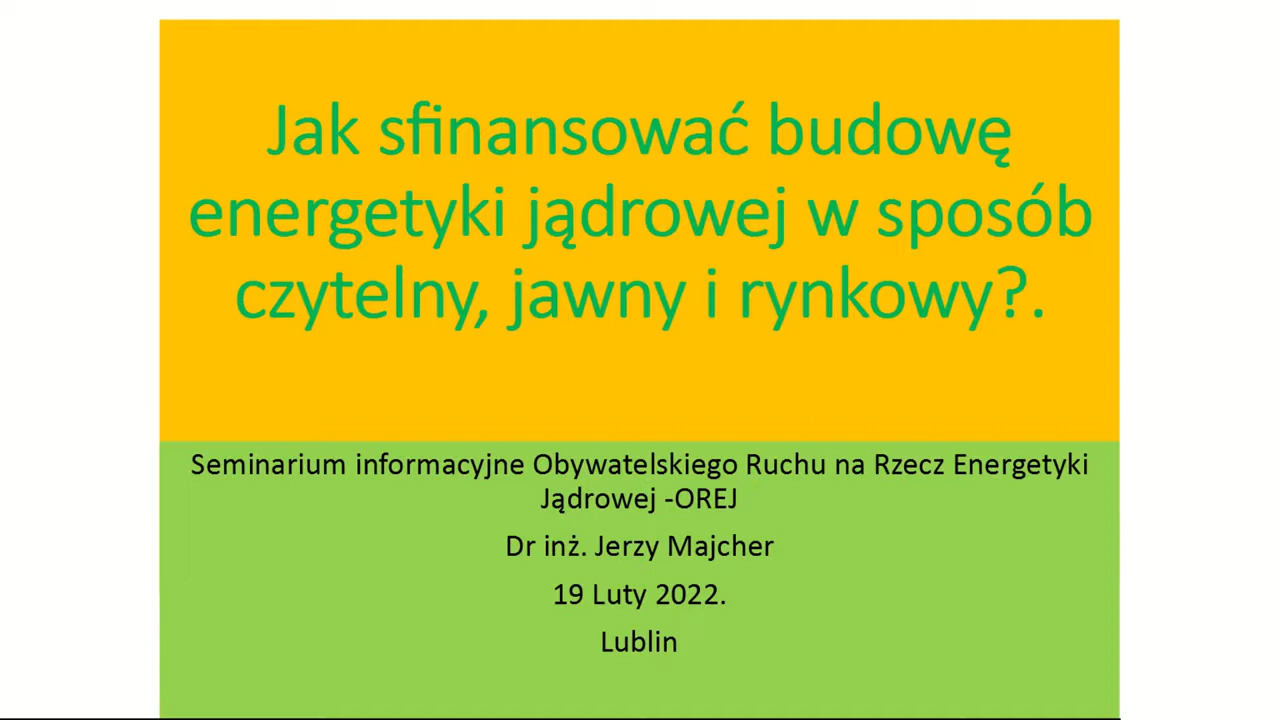 Jak sfinansować budowę
energetyki jądrowej w sposób
czytelny, jawny i rynkowy?.
Seminarium informacyjne Obywatelskiego Ruchu na Rzecz Energetyki
Jądrowej -OREJ
Dr inż. Jerzy Majcher
19 Luty 2022.
Lublin